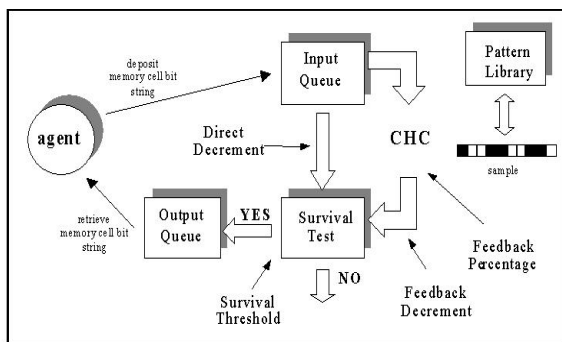 deposit
memory cell bit
string
Input
Queue
Pattern
Library
agent
Direct
Decrement
CHC
sample
retrieve
memory cell bit
string
Output
Queue
YES
Survival
Test
Feedback
Percentage
NO
Survival
Threshold
Feedback
Decrement